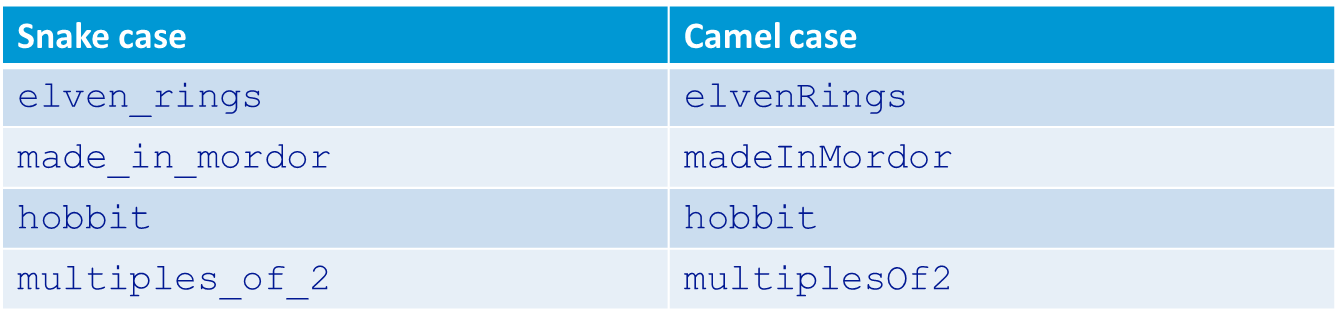 Snake case Camel case
elven_rings elvenRings
made_in_mordor madeInMordor
hobbit hobbit
multiples_of_2 multiplesOf2